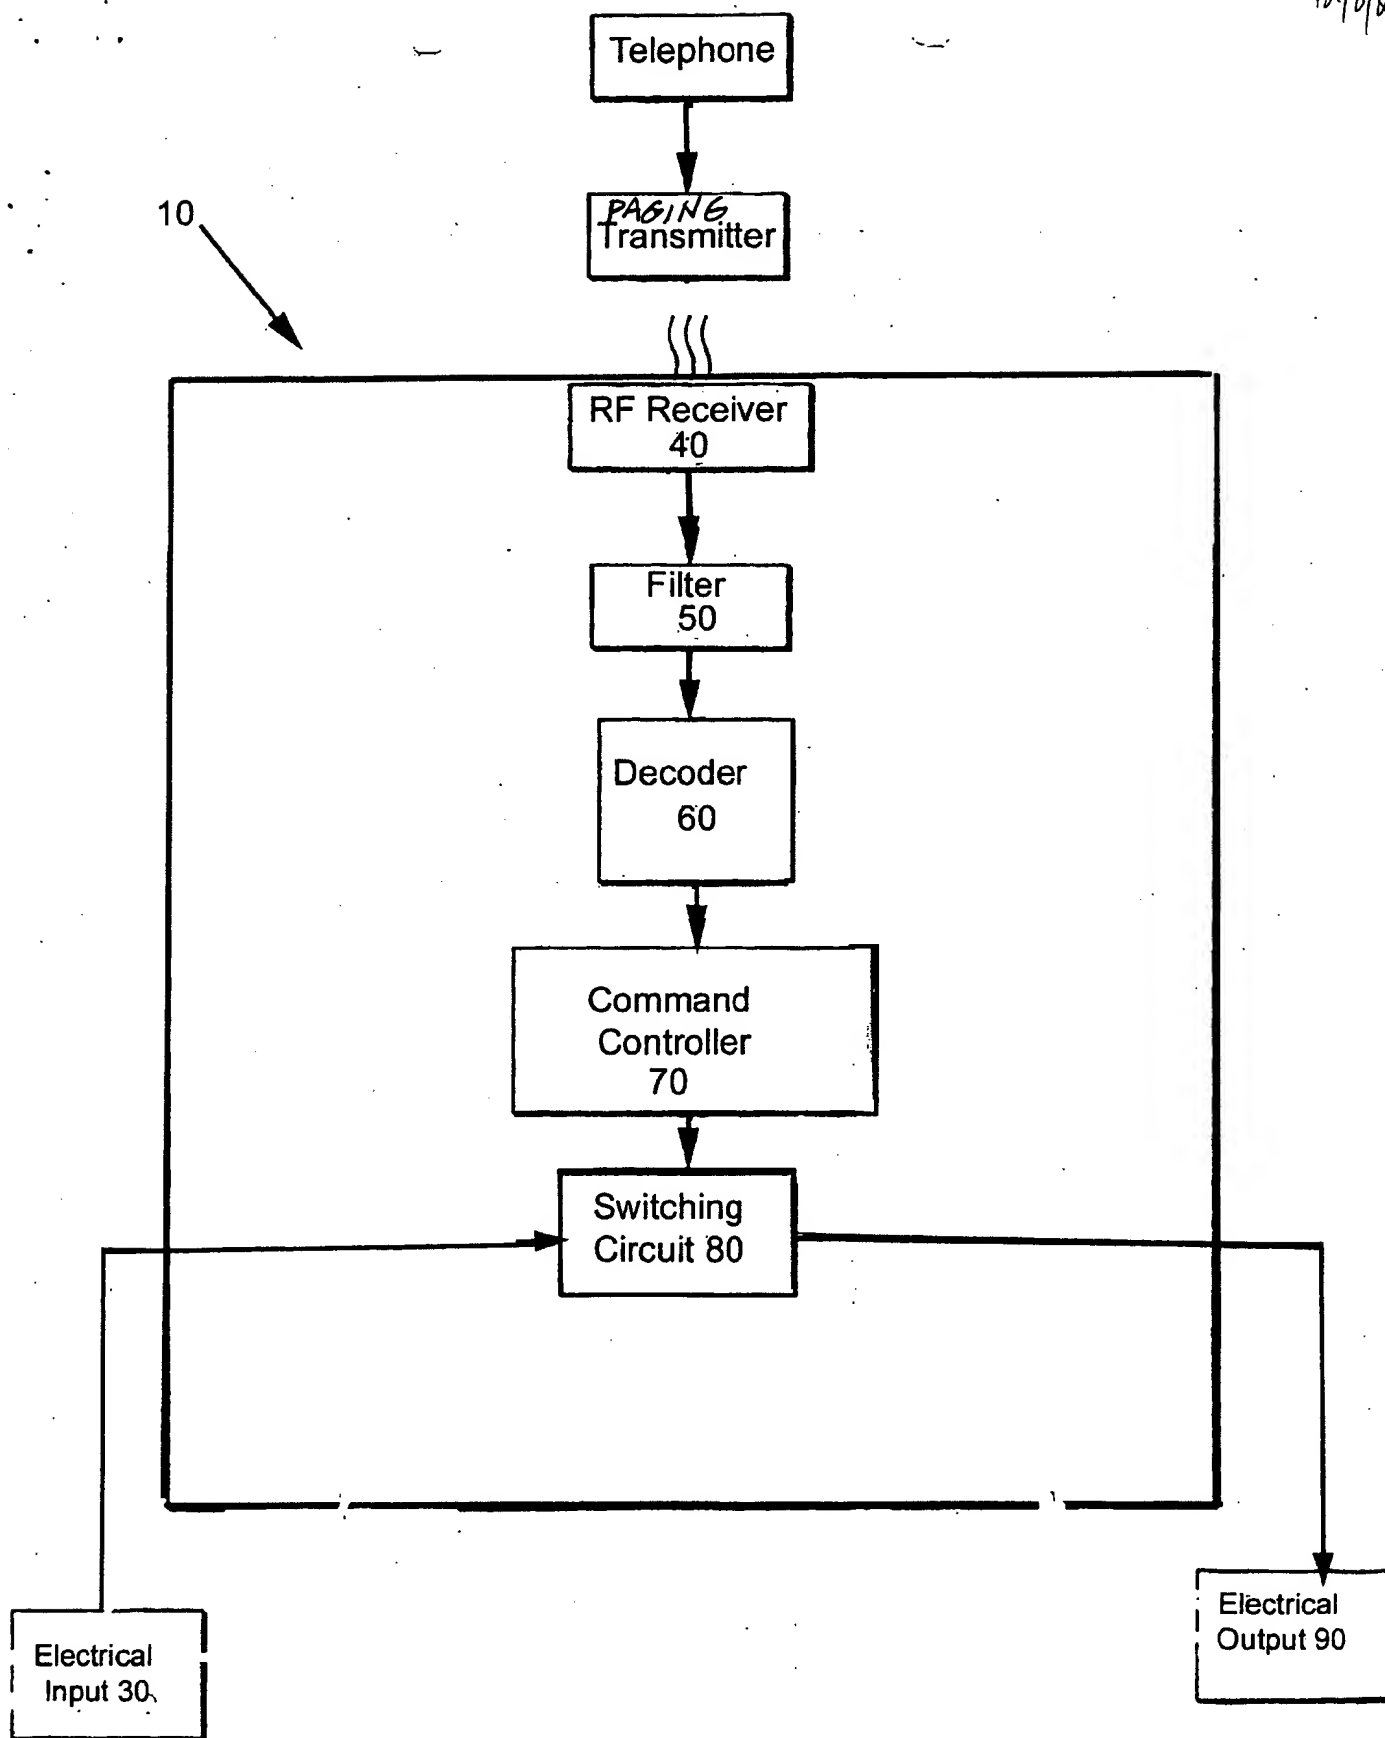 Telephone
PAGING
Transmitter
10
RF Receiver
40
Filter
50
Decoder
60
Command
Controller
70
Switching
Circuit 80
Electrical
Input 30
Electrical
Output 90